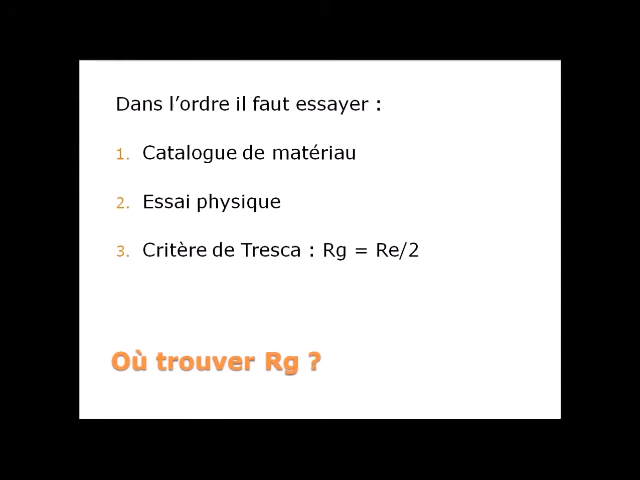 Dans l'ordre il faut essayer :
1. Catalogue de matériau
2. Essai physique
3. Critère de Tresca : Rg = Re/2
Où trouver Rg ?